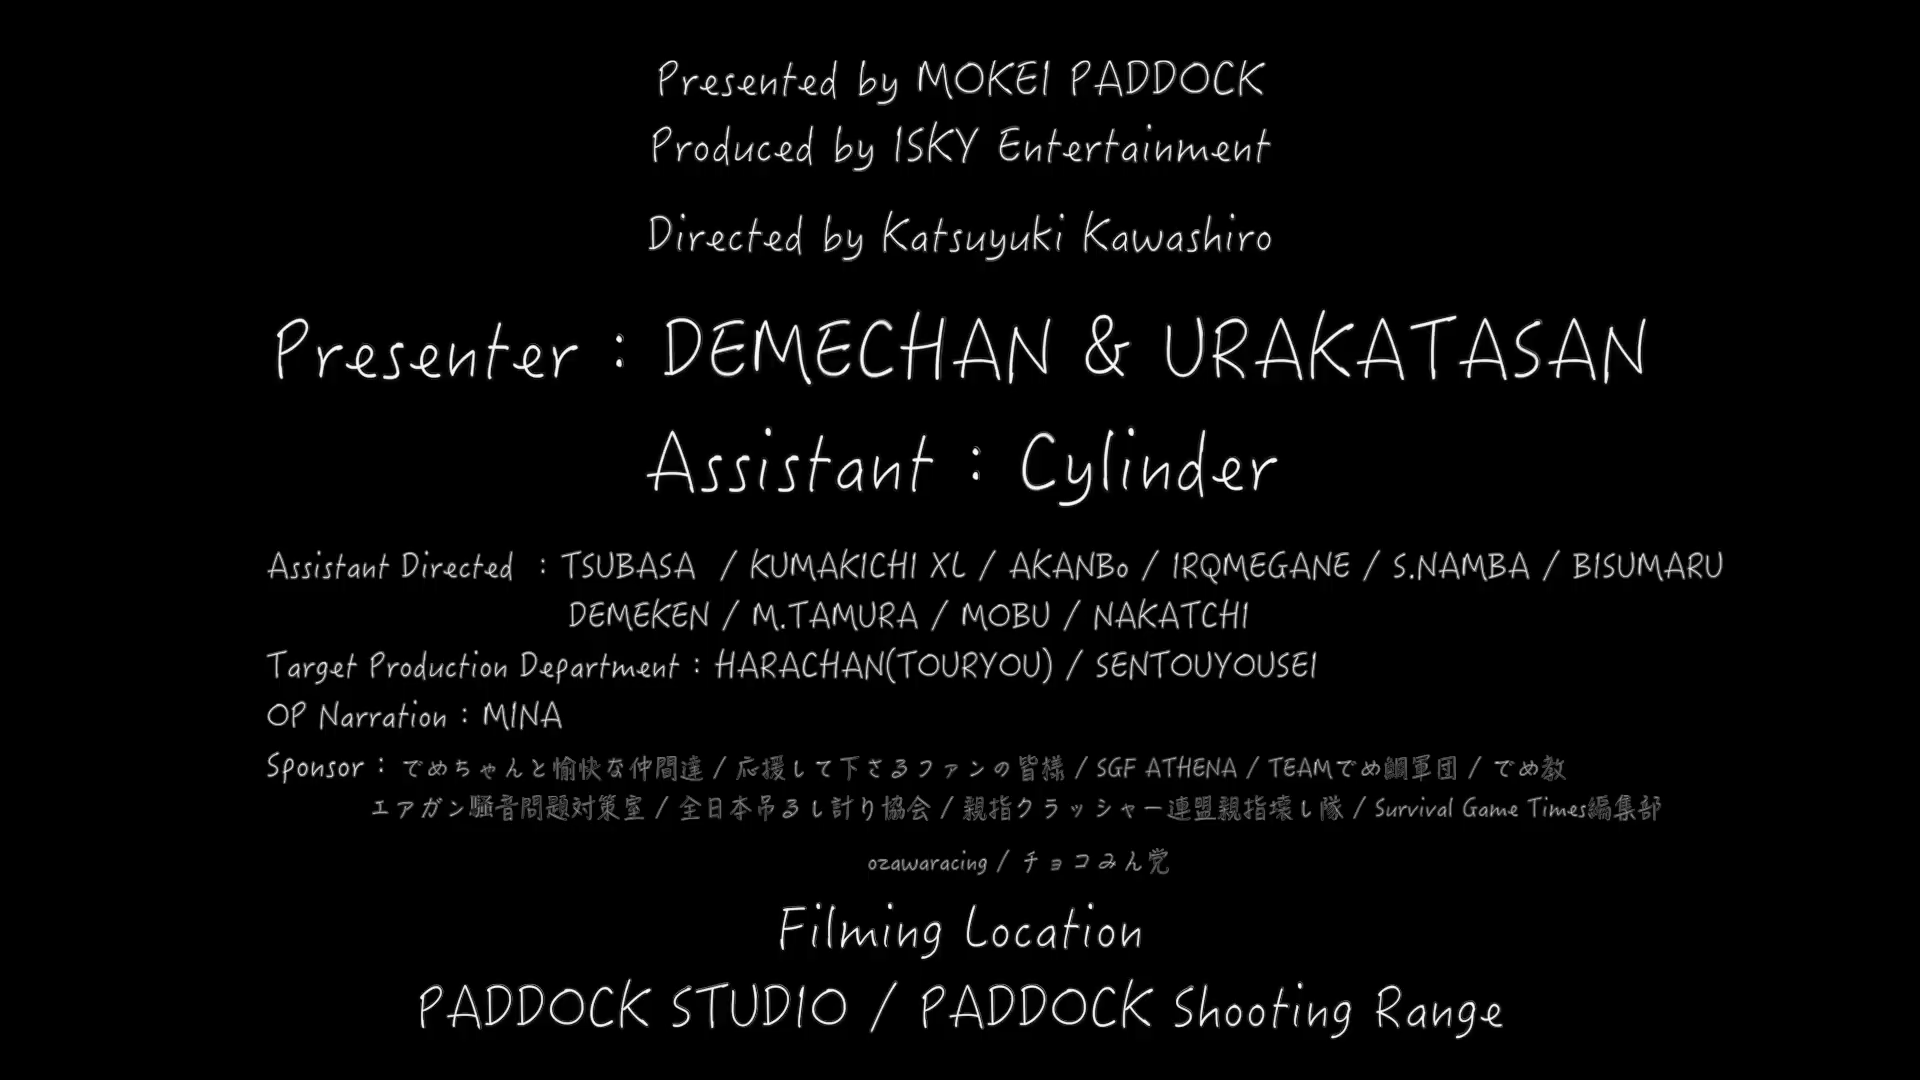 Presented by MOKEI PADDOCK
Produced by ISKY Entertainment
Directed by Katsuyuki Kawashiro
Presenter : DEMECHAN & URAKATASAN
Assistant : Cylinder
Assistant Directed : TSUBASA / KUMAKICHI XL / AKANBo / IRQMEGANE / S.NAMBA / BISUMARU
DEMEKEN / M.TAMURA / MOBU / NAKATCHI
Target Production Department : HARACHAN(TOURYOU) / SENTOUYOUSEI
OP Narration : MINA
Sponsor : でめちゃんと愉快な仲間達 / 応援して下さるファンの皆様 / SGF ATHENA / TEAMでめ鯛軍団 / でめ教
エアガン騒音問題対策室 / 全日本吊るし計り協会 / 親指クラッシャー連盟親指壊し隊 / Survival Game Times編集部
ozawaracing / チョコみん党
Filming Location
PADDOCK STUDIO / PADDOCK Shooting Range